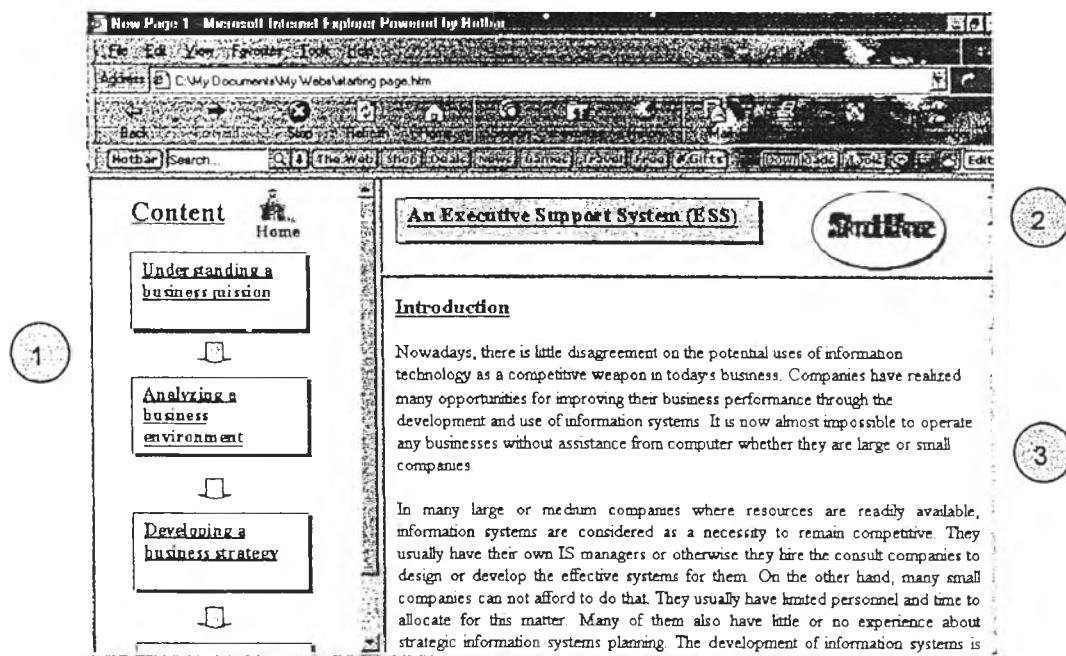 New Page 1 - Microsoft Internet Explorer Powered by Hotbar
File Edit View Favorites Tools Help
Address C:\My Documents\My Webs\starting page.htm
Back Forward Stop Refresh Home Search Favorites History Mail
Hotbar Search... The Web Shop Deals News Games Travel Free #Gifts Downloads Tools Edit
Content
Home
An Executive Support System (ESS)
2
Understanding a
business mission
1
Analyzing a
business
environment
Developing a
business strategy
Introduction
Nowadays, there is little disagreement on the potential uses of information
technology as a competitive weapon in today's business. Companies have realized
many opportunities for improving their business performance through the
development and use of information systems. It is now almost impossible to operate
any businesses without assistance from computer whether they are large or small
companies.
3
In many large or medium companies where resources are readily available,
information systems are considered as a necessity to remain competitive. They
usually have their own IS managers or otherwise they hire the consult companies to
design or develop the effective systems for them. On the other hand, many small
companies can not afford to do that. They usually have limited personnel and time to
allocate for this matter. Many of them also have little or no experience about
strategic information systems planning. The development of information systems is